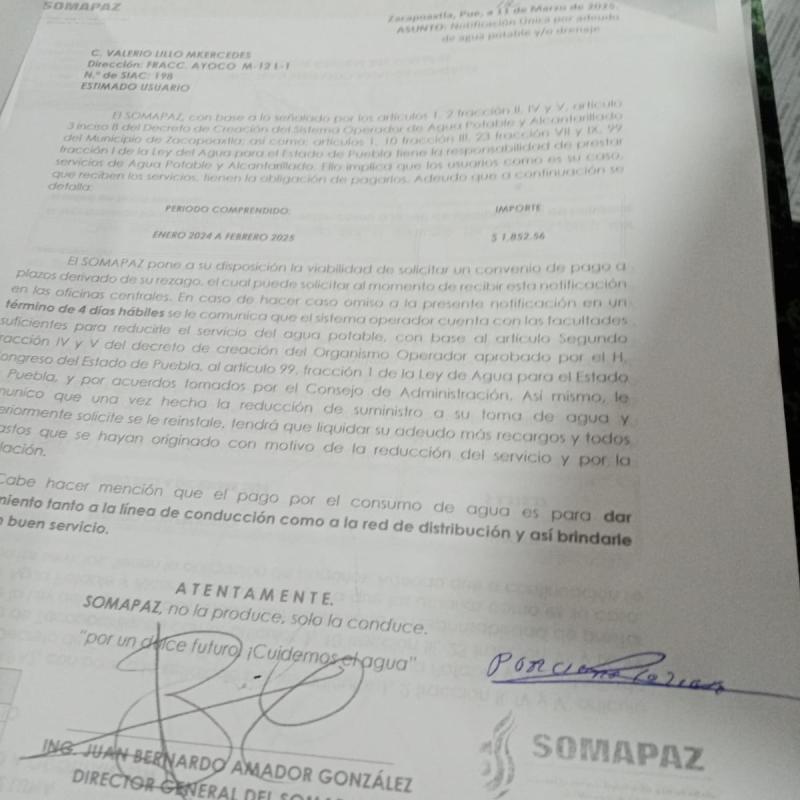 SOMAPAZ
Zacapoaxtla, Pue, a 11 de Marzo de 2025.
ASUNTO: Notificación Única por adeudo
de agua potable y/o drenaje
C. VALERIO LILLO MKERCEDES
Dirección: FRACC. AYOCO M-12 L-1
N.° de SIAC: 198
ESTIMADO USUARIO
El SOMAPAZ, con base a lo señalado por los artículos 1, 2 fracción II, IV y V, artículo
3 inciso B del Decreto de Creación del Sistema Operador de Agua Potable y Alcantarillado
del Municipio de Zacapoaxtla; así como: artículos 1, 10 fracción III, 23 fracción VII y IX, 99
fracción I de la Ley del Agua para el Estado de Puebla tiene la responsabilidad de prestar
servicios de Agua Potable y Alcantarillado. Ello implica que los usuarios como es su caso,
que reciben los servicios, tienen la obligación de pagarlos. Adeudo que a continuación se
detalla:
PERIODO COMPRENDIDO: IMPORTE
ENERO 2024 A FEBRERO 2025 $ 1,852.56
El SOMAPAZ pone a su disposición la viabilidad de solicitar un convenio de pago a
plazos derivado de su rezago, el cual puede solicitar al momento de recibir esta notificación
en las oficinas centrales. En caso de hacer caso omiso a la presente notificación en un
término de 4 días hábiles se le comunica que el sistema operador cuenta con las facultades
suficientes para reducirle el servicio del agua potable, con base al artículo Segundo
racción IV y V del decreto de creación del Organismo Operador aprobado por el H.
ongreso del Estado de Puebla, al artículo 99, fracción 1 de la Ley de Agua para el Estado
Puebla, y por acuerdos tomados por el Consejo de Administración. Así mismo, le
munico que una vez hecha la reducción de suministro a su toma de agua y
eriormente solicite se le reinstale, tendrá que liquidar su adeudo más recargos y todos
astos que se hayan originado con motivo de la reducción del servicio y por la
lación.
Cabe hacer mención que el pago por el consumo de agua es para dar
miento tanto a la línea de conducción como a la red de distribución y así brindarle
buen servicio.
ATENTAMENTE.
SOMAPAZ, no la produce, solo la conduce.
"por un dulce futuro, ¡Cuidemos el agua"
ING. JUAN BERNARDO AMADOR GONZÁLEZ
DIRECTOR GENERAL DEL SOMA
SOMAPAZ